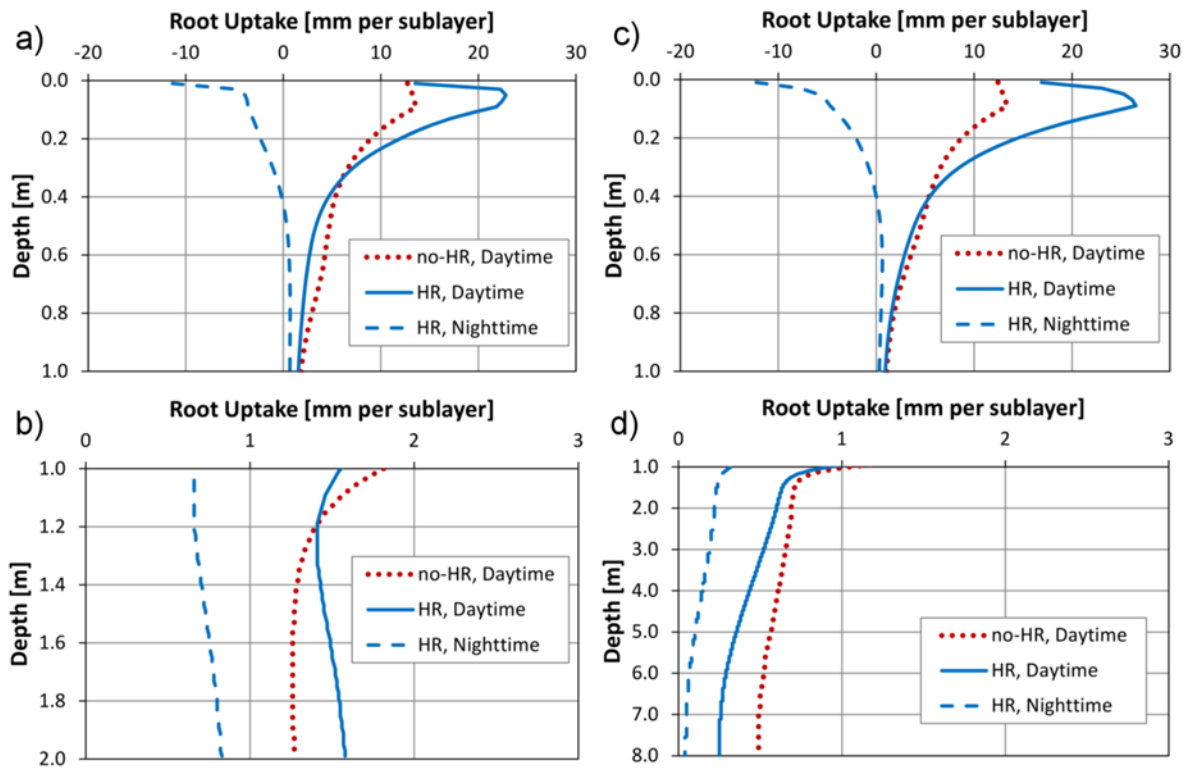 a)
Root Uptake [mm per sublayer]
-20 -10 0 10 20 30
Depth [m]
0.0
0.2
0.4
0.6
0.8
1.0
no-HR, Daytime
HR, Daytime
HR, Nighttime
c)
Root Uptake [mm per sublayer]
-20 -10 0 10 20 30
Depth [m]
0.0
0.2
0.4
0.6
0.8
1.0
no-HR, Daytime
HR, Daytime
HR, Nighttime
b)
Root Uptake [mm per sublayer]
0 1 2 3
Depth [m]
1.0
1.2
1.4
1.6
1.8
2.0
no-HR, Daytime
HR, Daytime
HR, Nighttime
d)
Root Uptake [mm per sublayer]
0 1 2 3
Depth [m]
1.0
2.0
3.0
4.0
5.0
6.0
7.0
8.0
no-HR, Daytime
HR, Daytime
HR, Nighttime